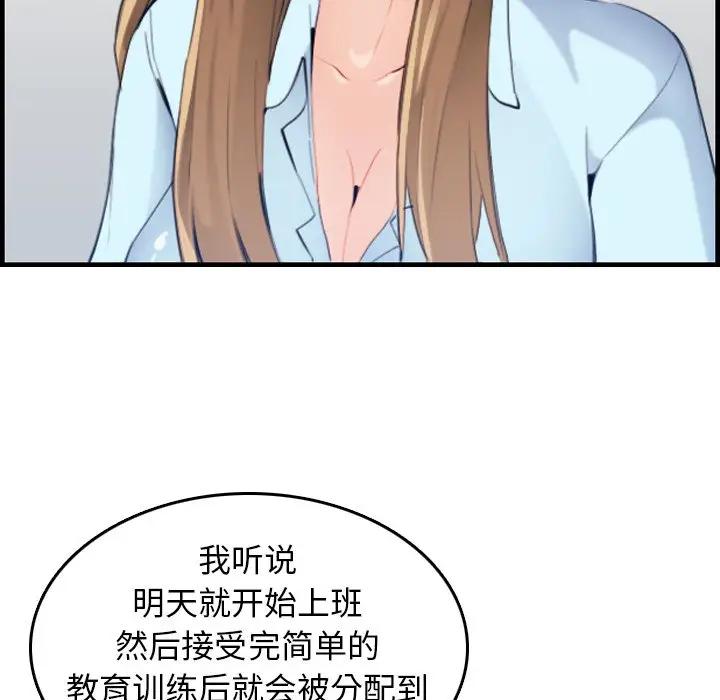 我听说
明天就开始上班
然后接受完简单的
教育训练后就会被分配到